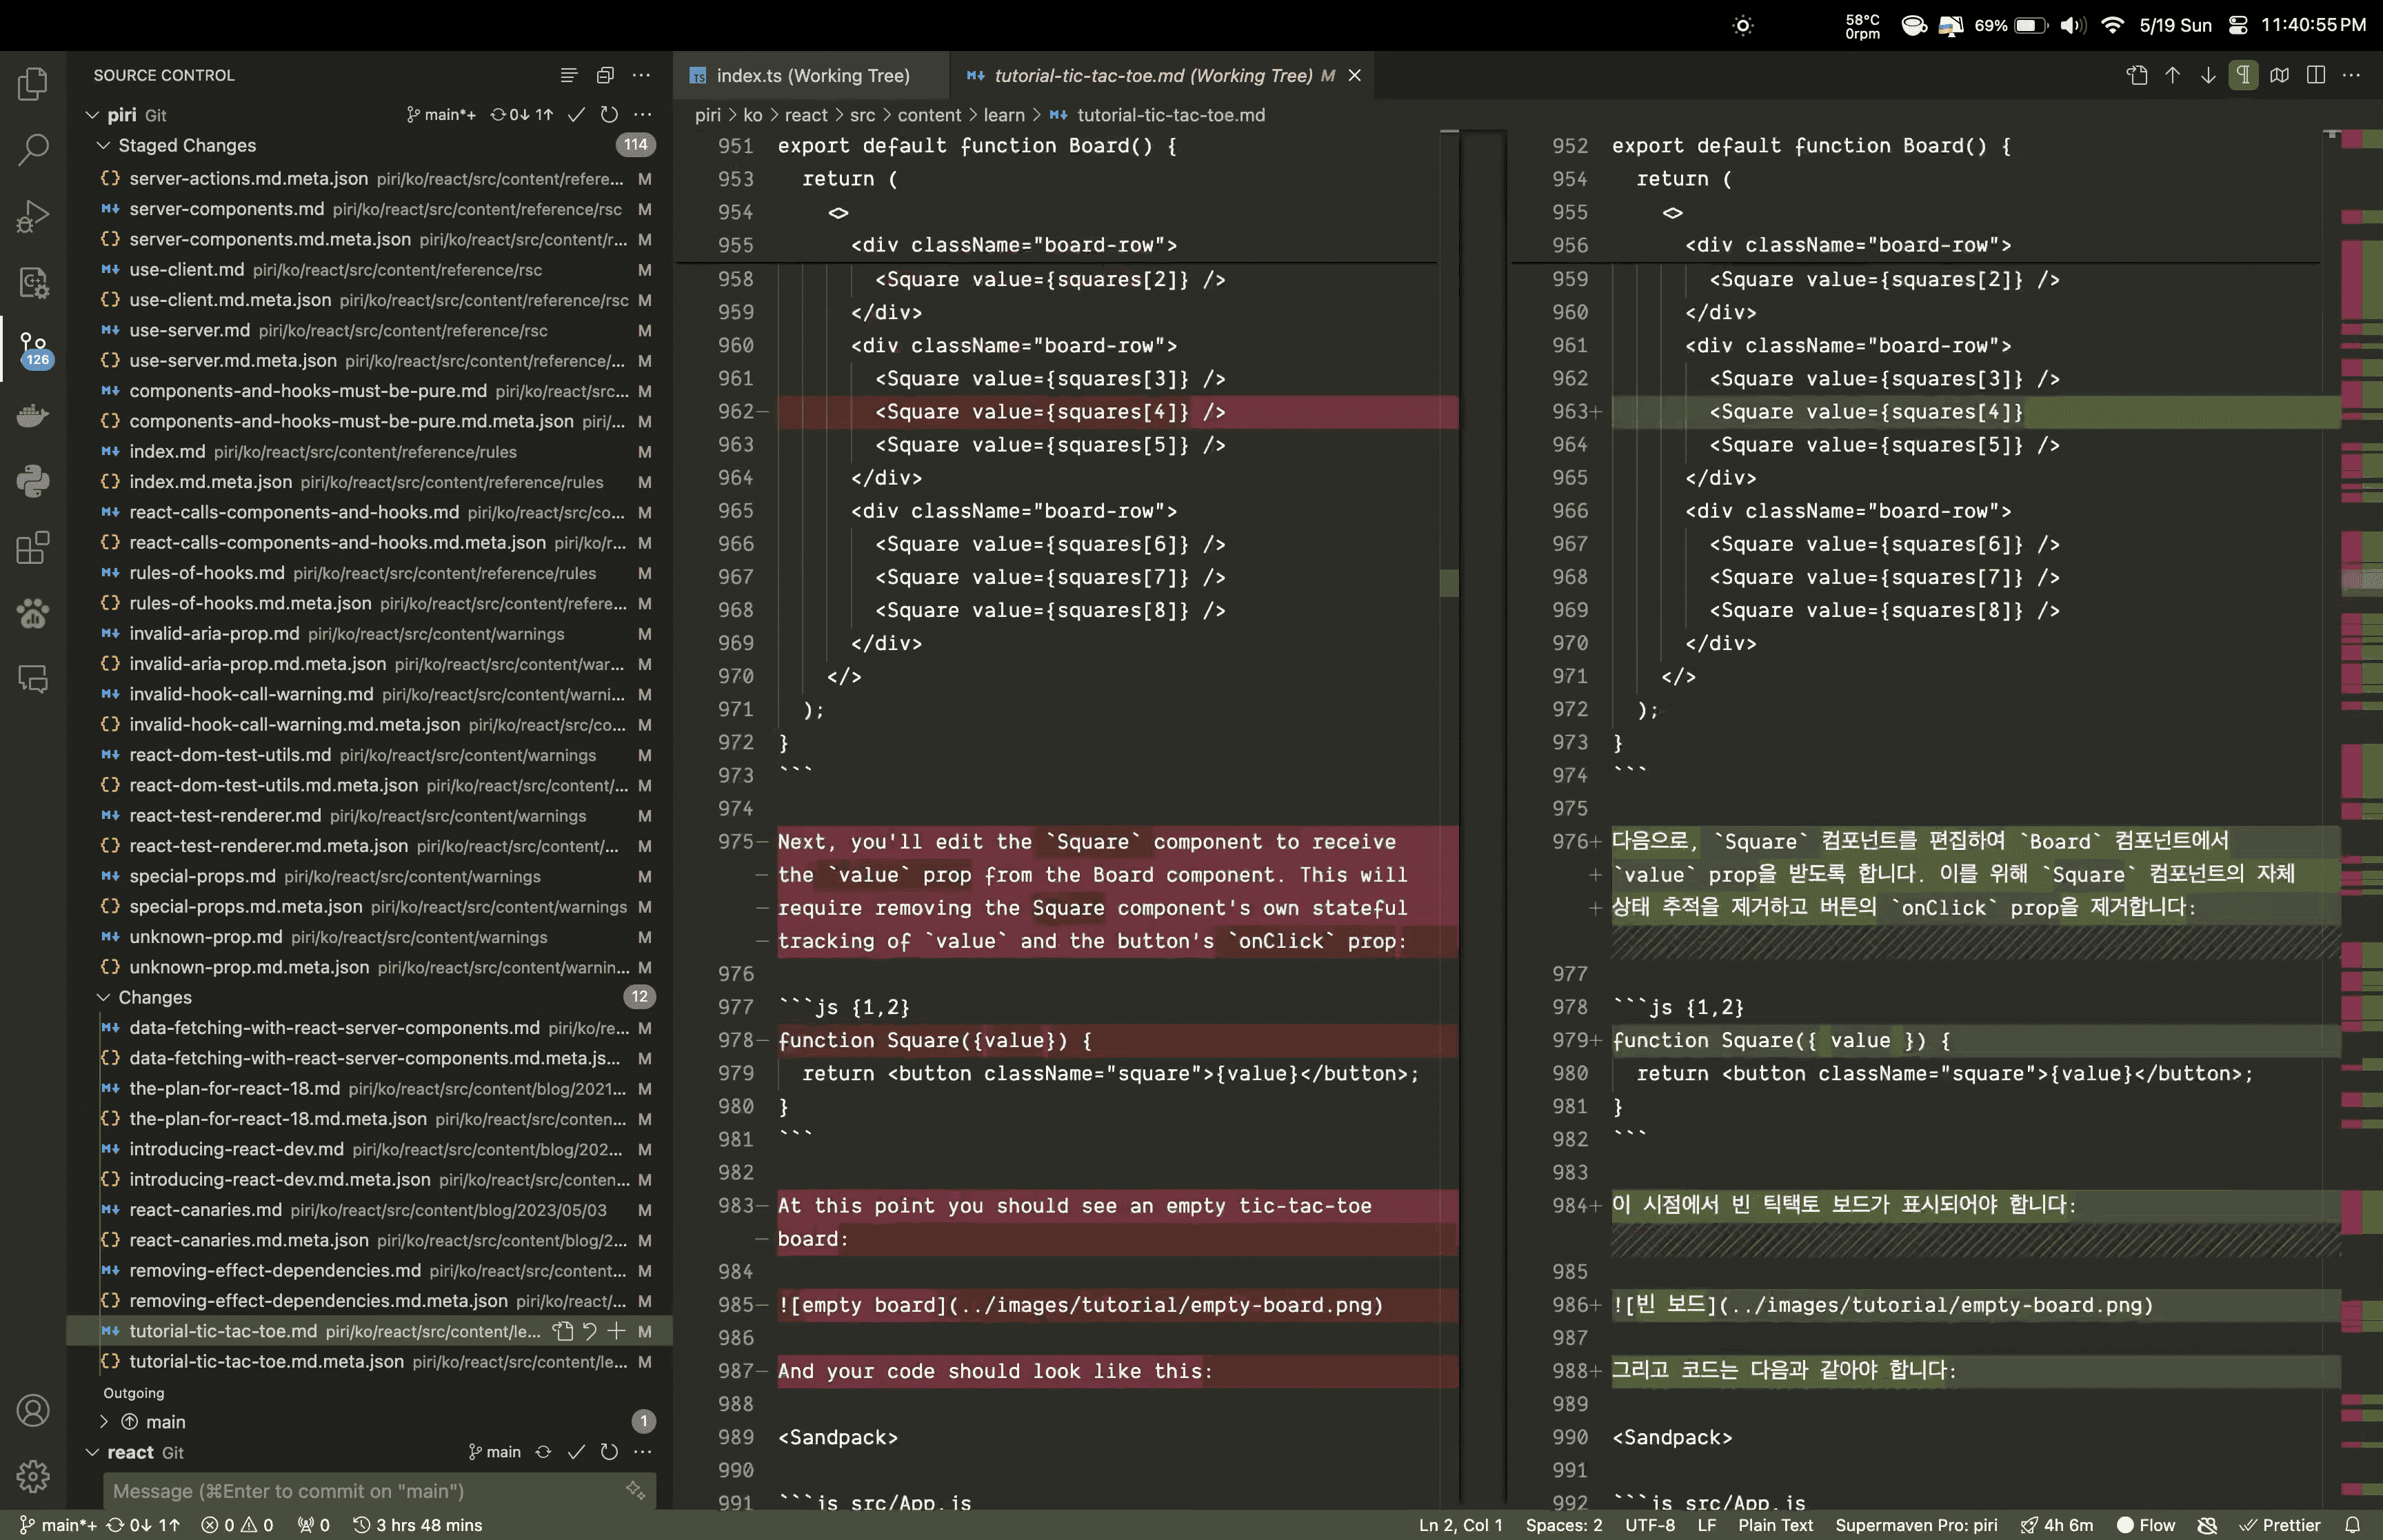 58°C
0rpm
69%
5/19 Sun
11:40:55 PM
SOURCE CONTROL
piri Git
main*+ 0↓ 1↑
Staged Changes 114
server-actions.md.meta.json piri/ko/react/src/content/refere... M
server-components.md piri/ko/react/src/content/reference/rsc M
server-components.md.meta.json piri/ko/react/src/content/r... M
use-client.md piri/ko/react/src/content/reference/rsc M
use-client.md.meta.json piri/ko/react/src/content/reference/rsc M
use-server.md piri/ko/react/src/content/reference/rsc M
use-server.md.meta.json piri/ko/react/src/content/reference/... M
components-and-hooks-must-be-pure.md piri/ko/react/src... M
components-and-hooks-must-be-pure.md.meta.json piri/... M
index.md piri/ko/react/src/content/reference/rules M
index.md.meta.json piri/ko/react/src/content/reference/rules M
react-calls-components-and-hooks.md piri/ko/react/src/co... M
react-calls-components-and-hooks.md.meta.json piri/ko/r... M
rules-of-hooks.md piri/ko/react/src/content/reference/rules M
rules-of-hooks.md.meta.json piri/ko/react/src/content/refere... M
invalid-aria-prop.md piri/ko/react/src/content/warnings M
invalid-aria-prop.md.meta.json piri/ko/react/src/content/war... M
invalid-hook-call-warning.md piri/ko/react/src/content/warni... M
invalid-hook-call-warning.md.meta.json piri/ko/react/src/co... M
react-dom-test-utils.md piri/ko/react/src/content/warnings M
react-dom-test-utils.md.meta.json piri/ko/react/src/content/... M
react-test-renderer.md piri/ko/react/src/content/warnings M
react-test-renderer.md.meta.json piri/ko/react/src/content/... M
special-props.md piri/ko/react/src/content/warnings M
special-props.md.meta.json piri/ko/react/src/content/warnings M
unknown-prop.md piri/ko/react/src/content/warnings M
unknown-prop.md.meta.json piri/ko/react/src/content/warnin... M
Changes 12
data-fetching-with-react-server-components.md piri/ko/re... M
data-fetching-with-react-server-components.md.meta.js... M
the-plan-for-react-18.md piri/ko/react/src/content/blog/2021... M
the-plan-for-react-18.md.meta.json piri/ko/react/src/conten... M
introducing-react-dev.md piri/ko/react/src/content/blog/202... M
introducing-react-dev.md.meta.json piri/ko/react/src/conten... M
react-canaries.md piri/ko/react/src/content/blog/2023/05/03 M
react-canaries.md.meta.json piri/ko/react/src/content/blog/2... M
removing-effect-dependencies.md piri/ko/react/src/content... M
removing-effect-dependencies.md.meta.json piri/ko/react/... M
tutorial-tic-tac-toe.md piri/ko/react/src/content/le... M
tutorial-tic-tac-toe.md.meta.json piri/ko/react/src/content/le... M
Outgoing
main 1
react Git
main
Message (⌘Enter to commit on "main")
126
index.ts (Working Tree)
tutorial-tic-tac-toe.md (Working Tree) M
piri > ko > react > src > content > learn > tutorial-tic-tac-toe.md
951 export default function Board() {
953 return (
954 <>
955 <div className="board-row">
958 <Square value={squares[2]} />
959 </div>
960 <div className="board-row">
961 <Square value={squares[3]} />
962— <Square value={squares[4]} />
963 <Square value={squares[5]} />
964 </div>
965 <div className="board-row">
966 <Square value={squares[6]} />
967 <Square value={squares[7]} />
968 <Square value={squares[8]} />
969 </div>
970 </>
971 );
972 }
973 ```
974
975— Next, you'll edit the `Square` component to receive
— the `value` prop from the Board component. This will
— require removing the Square component's own stateful
— tracking of `value` and the button's `onClick` prop:
976
977 ```js {1,2}
978— function Square({value}) {
979 return <button className="square">{value}</button>;
980 }
981 ```
982
983— At this point you should see an empty tic-tac-toe
— board:
984
985— ![empty board](../images/tutorial/empty-board.png)
986
987— And your code should look like this:
988
989 <Sandpack>
990
991 ```js src/App.js
952 export default function Board() {
954 return (
955 <>
956 <div className="board-row">
959 <Square value={squares[2]} />
960 </div>
961 <div className="board-row">
962 <Square value={squares[3]} />
963+ <Square value={squares[4]}
964 <Square value={squares[5]} />
965 </div>
966 <div className="board-row">
967 <Square value={squares[6]} />
968 <Square value={squares[7]} />
969 <Square value={squares[8]} />
970 </div>
971 </>
972 );
973 }
974 ```
975
976+ 다음으로, `Square` 컴포넌트를 편집하여 `Board` 컴포넌트에서
+ `value` prop을 받도록 합니다. 이를 위해 `Square` 컴포넌트의 자체
+ 상태 추적을 제거하고 버튼의 `onClick` prop을 제거합니다:
977
978 ```js {1,2}
979+ function Square({ value }) {
980 return <button className="square">{value}</button>;
981 }
982 ```
983
984+ 이 시점에서 빈 틱택토 보드가 표시되어야 합니다:
985
986+ ![빈 보드](../images/tutorial/empty-board.png)
987
988+ 그리고 코드는 다음과 같아야 합니다:
989
990 <Sandpack>
991
992 ```js src/App.js
main*+ 0↓ 1↑ 0 0 0 3 hrs 48 mins
Ln 2, Col 1 Spaces: 2 UTF-8 LF Plain Text Supermaven Pro: piri 4h 6m Flow Prettier